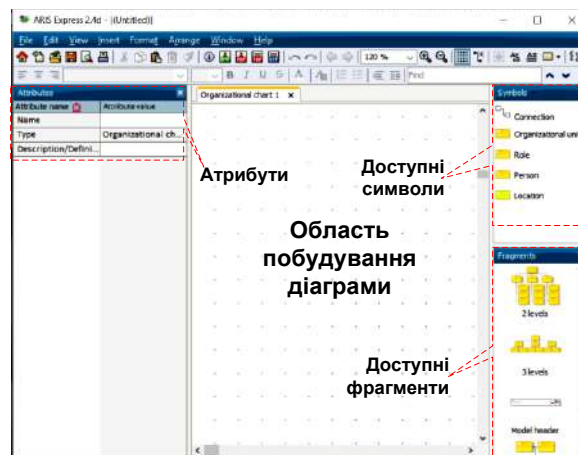 ARIS Express 2.4d - [(Untitled)]
File Edit View Insert Format Arrange Window Help
120 %
B I U S A Find
Attributes
Attribute name Attribute value
Name
Type Organizational ch...
Description/Defini...
Organizational chart 1 x
Symbols
Connection
Organizational uni
Role
Person
Location
Атрибути
Доступні
символи
Область
побудування
діаграми
Fragments
2 levels
3 levels
Доступні
фрагменти
Model header